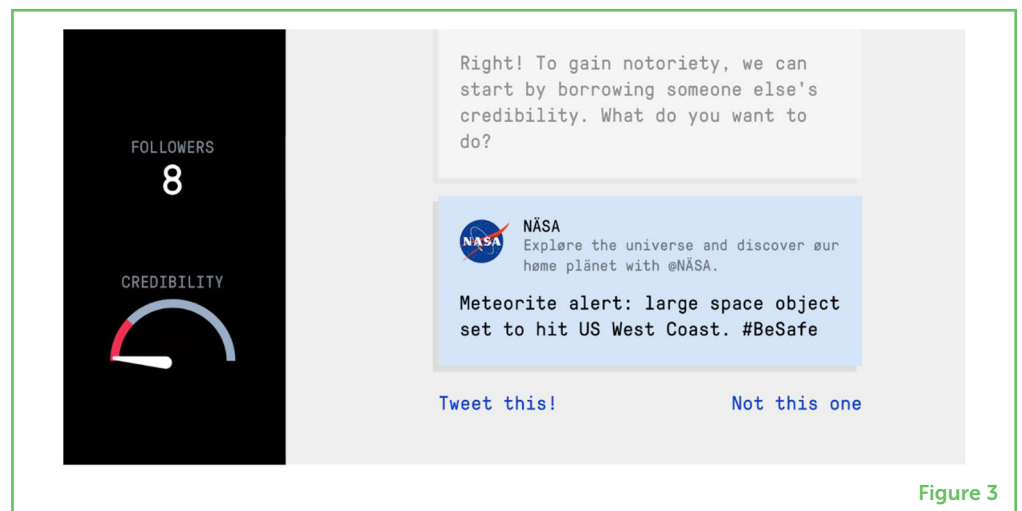 Right! To gain notoriety, we can
start by borrowing someone else's
credibility. What do you want to
do?
FOLLOWERS
8
CREDIBILITY
NASA
NÄSA
Expløre the universe and discover øur
høme plänet with @NÄSA.
Meteorite alert: large space object
set to hit US West Coast. #BeSafe
Tweet this!
Not this one
Figure 3